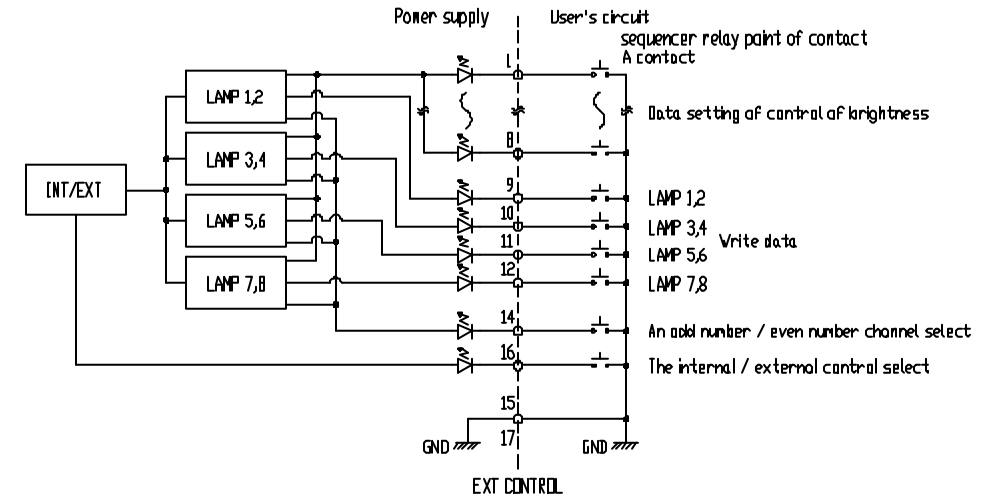 Power supply
User's circuit
sequencer relay point of contact
A contact
1
LAMP 1,2
Data setting of control of brightness
8
LAMP 3,4
INT/EXT
9
LAMP 1,2
LAMP 5,6
10
LAMP 3,4
11
Write data
LAMP 5,6
LAMP 7,8
12
LAMP 7,8
14
An odd number / even number channel select
16
The internal / external control select
15
GND
17
GND
EXT CONTROL